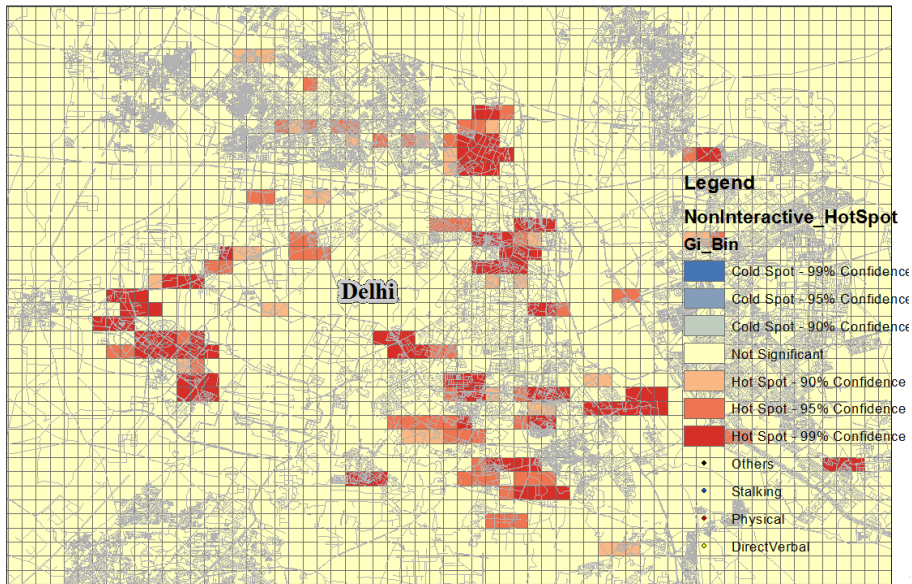 Delhi
Legend
NonInteractive_HotSpot
Gi_Bin
Cold Spot - 99% Confidence
Cold Spot - 95% Confidence
Cold Spot - 90% Confidence
Not Significant
Hot Spot - 90% Confidence
Hot Spot - 95% Confidence
Hot Spot - 99% Confidence
Others
Stalking
Physical
DirectVerbal